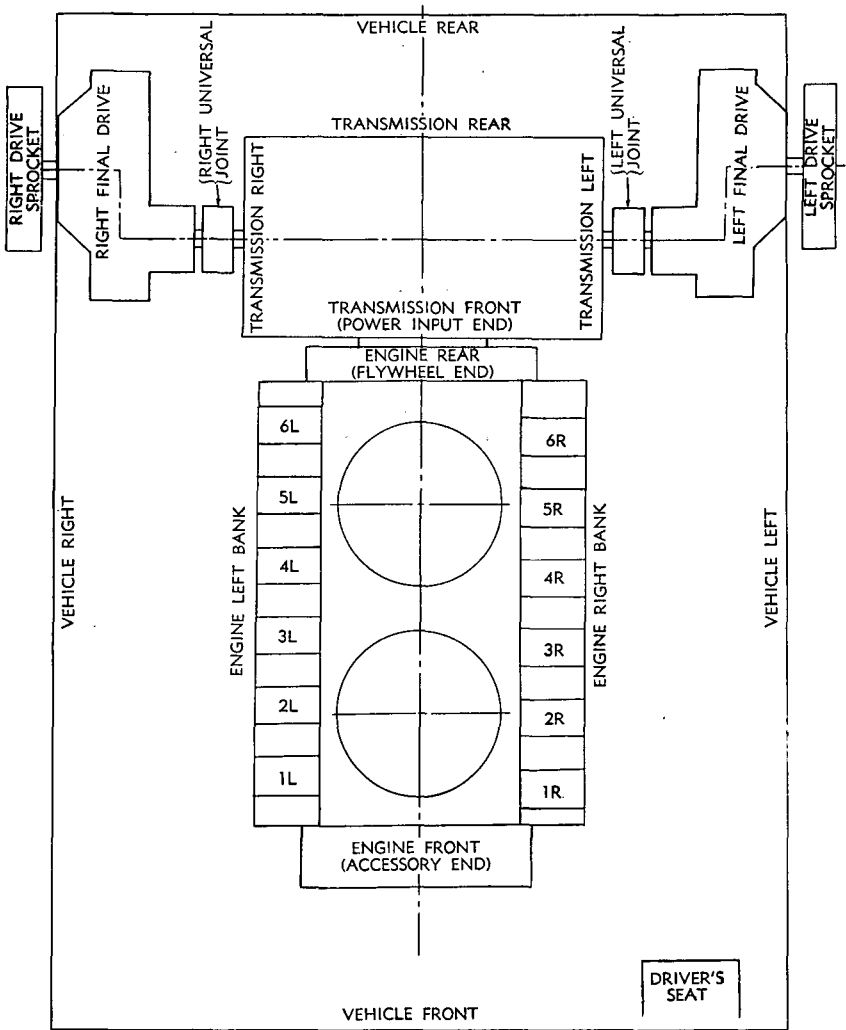 VEHICLE REAR
RIGHT DRIVE
SPROCKET
RIGHT FINAL DRIVE
RIGHT UNIVERSAL
JOINT
TRANSMISSION REAR
TRANSMISSION RIGHT
TRANSMISSION LEFT
LEFT UNIVERSAL
JOINT
LEFT FINAL DRIVE
LEFT DRIVE
SPROCKET
TRANSMISSION FRONT
(POWER INPUT END)
ENGINE REAR
(FLYWHEEL END)
VEHICLE RIGHT
ENGINE LEFT BANK
6L
5L
4L
3L
2L
1L
6R
5R
4R
3R
2R
1R
ENGINE RIGHT BANK
VEHICLE LEFT
ENGINE FRONT
(ACCESSORY END)
DRIVER'S
SEAT
VEHICLE FRONT